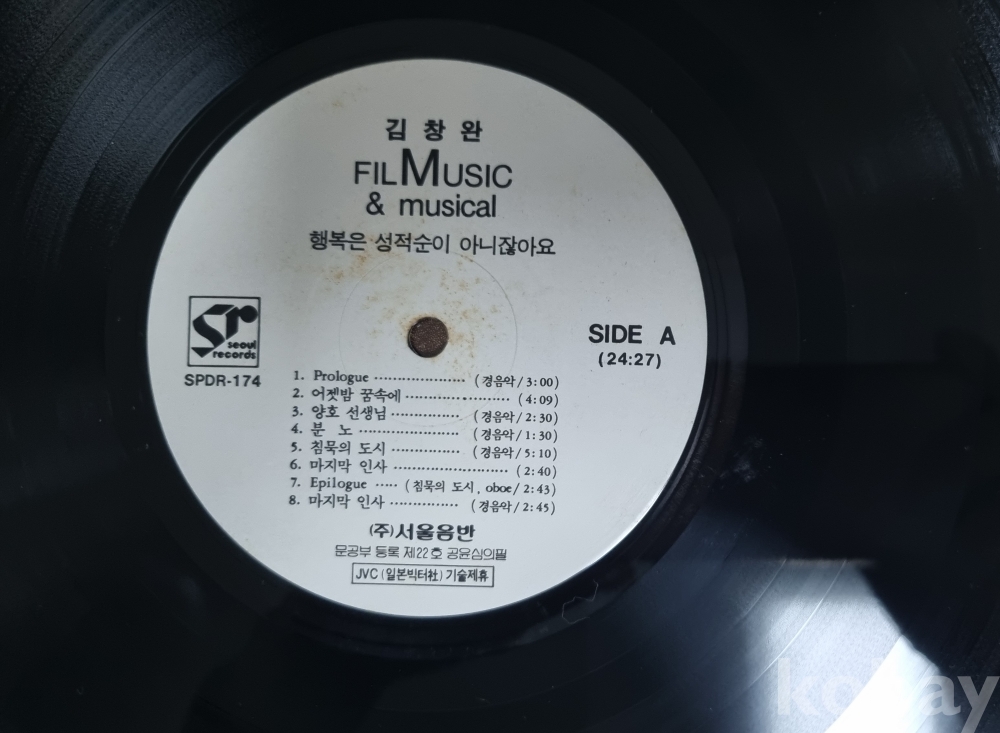 김 창 완
FILMUSIC
& musical
행복은 성적순이 아니잖아요
Sr
seoul
records
SPDR-174
SIDE A
(24:27)
1. Prologue ···················· (경음악/3:00)
2. 어젯밤 꿈속에 ···················· (4:09)
3. 양호 선생님 ·············· (경음악/2:30)
4. 분 노 ····················· (경음악/1:30)
5. 침묵의 도시 ·············· (경음악/5:10)
6. 마지막 인사 ······················· (2:40)
7. Epilogue ····· (침묵의 도시, oboe/2:43)
8. 마지막 인사 ·············· (경음악/2:45)
(주)서울음반
문공부 등록 제22호 공윤심의필
JVC (일본빅터社) 기술제휴
kobay